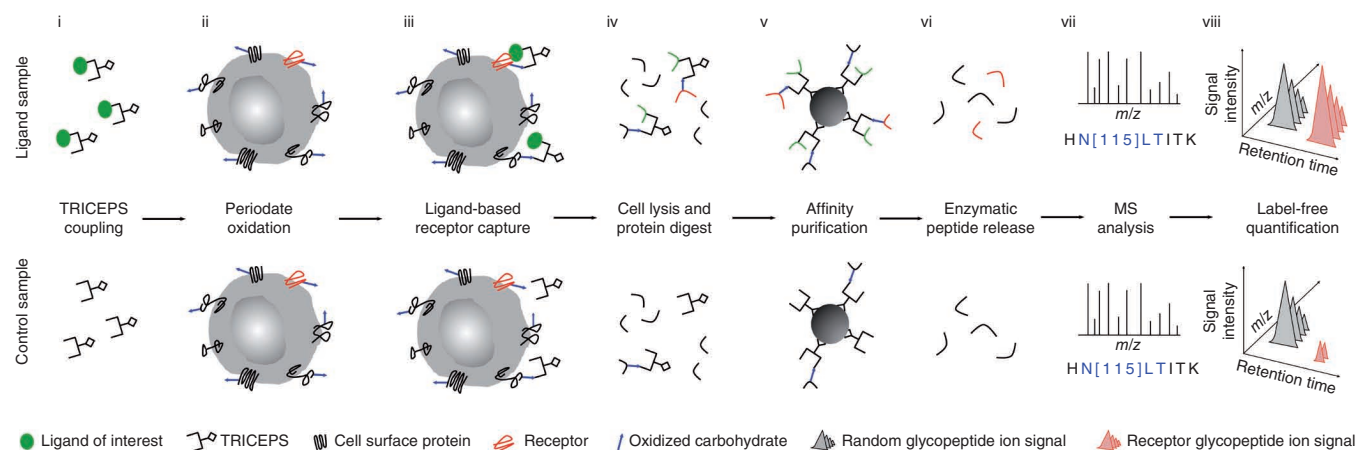 i ii iii iv v vi vii viii
Ligand sample
m/z
HN[115]LTITK
Signal
intensity
m/z
Retention time
TRICEPS
coupling
Periodate
oxidation
Ligand-based
receptor capture
Cell lysis and
protein digest
Affinity
purification
Enzymatic
peptide release
MS
analysis
Label-free
quantification
Control sample
m/z
HN[115]LTITK
Signal
intensity
m/z
Retention time
Ligand of interest TRICEPS Cell surface protein Receptor Oxidized carbohydrate Random glycopeptide ion signal Receptor glycopeptide ion signal